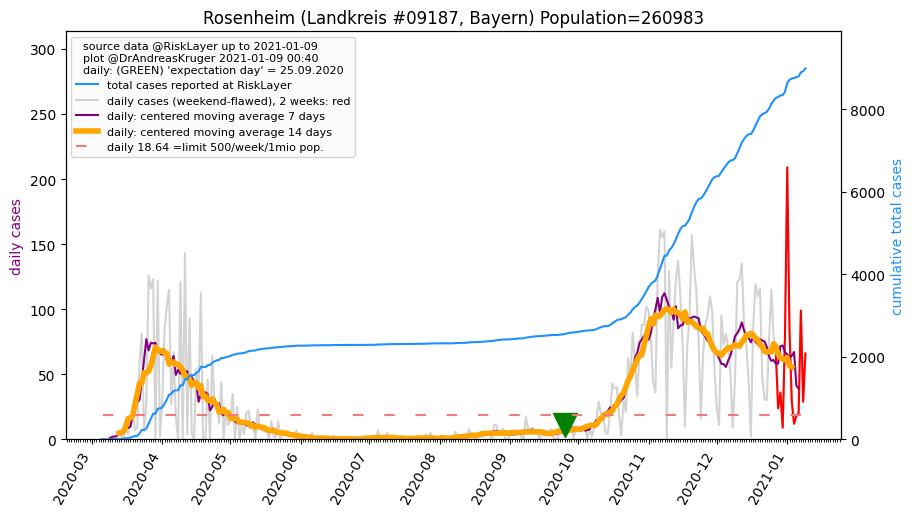 Rosenheim (Landkreis #09187, Bayern) Population=260983
source data @RiskLayer up to 2021-01-09
plot @DrAndreasKruger 2021-01-09 00:40
daily: (GREEN) 'expectation day' = 25.09.2020
total cases reported at RiskLayer
daily cases (weekend-flawed), 2 weeks: red
daily: centered moving average 7 days
daily: centered moving average 14 days
daily 18.64 =limit 500/week/1mio pop.
daily cases
300
250
200
150
100
50
0
cumulative total cases
8000
6000
4000
2000
0
2020-03
2020-04
2020-05
2020-06
2020-07
2020-08
2020-09
2020-10
2020-11
2020-12
2021-01